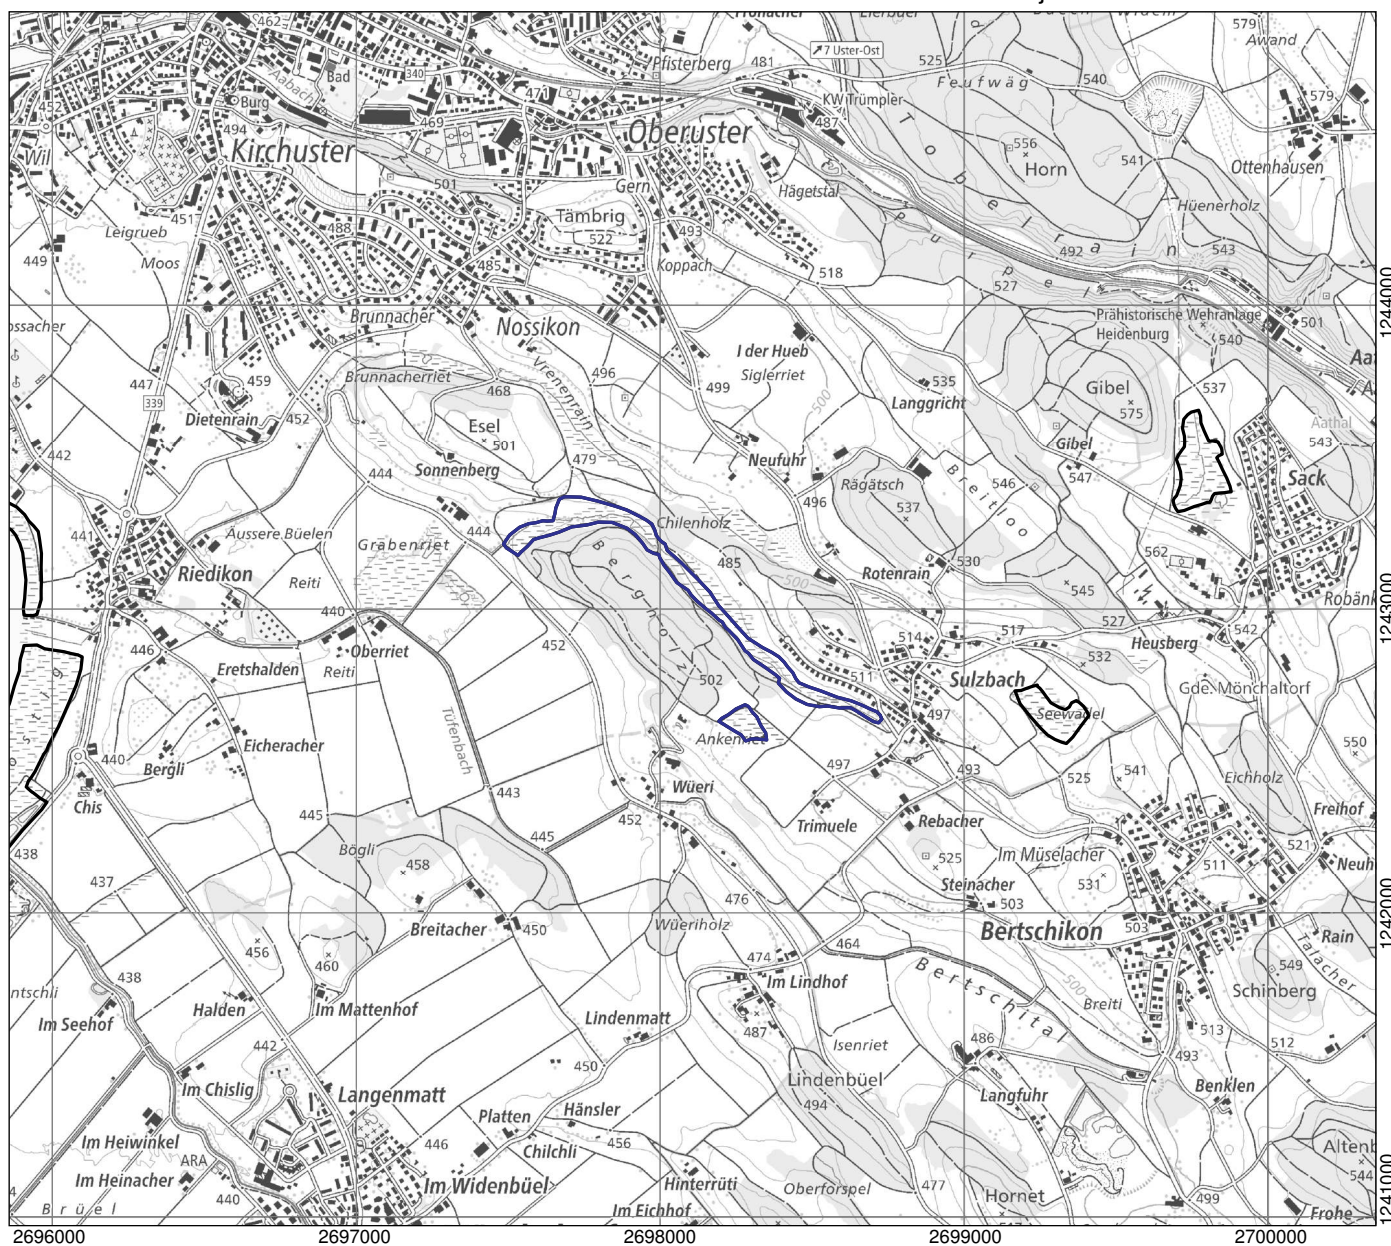 462
Fronacher
579
Awand
7 Uster-Ost
Pfisterberg
481
525
Feufwäg
540
Bad
340
Aabach
452
Burg
471
469
KW Trümpler
487
579
494
Kirchuster
Oberuster
556
Horn
541
Ottenhausen
Wil
501
Gern
Hägetstal
Tobelrain
Hüenerholz
451
Leigrueb
Tämbrig
522
488
493
449
Moos
485
Koppach
492
543
518
527
Aurpel
Brunnacher
Nossikon
Prähistorische Wehranlage
Heidenburg
501
540
ossacher
I der Hueb
Siglerriet
Brunnacherriet
Vrenenrain
496
468
499
500
535
Langgricht
Gibel
575
537
447
459
339
Dietenrain
452
Esel
501
Aathal
543
442
444
Sonnenberg
479
Neufuhr
Gibel
547
Sack
Breitloo
546
Rägätsch
537
496
441
Äussere Büelen
Gräbenriet
444
Chilenholz
Riedikon
Reiti
Bergholz
485
500
Rotenrain
530
562
545
440
Oberriet
452
514
517
527
Heusberg
542
446
Eretshalden
Reiti
532
511
Sulzbach
502
Gde. Mönchaltorf
Seewadel
497
Ankenriet
Tüfenbach
Eicheracher
440
Bergli
550
497
493
525
541
Eichholz
Chis
443
Wüeri
Freihof
445
452
Trimuele
Rebacher
438
Bögli
445
458
Im Müselacher
521
525
511
437
531
Steinacher
503
476
Breitacher
450
Wüeriholz
Bertschikon
503
Rain
456
464
460
474
Im Lindhof
Bertschital
Talacher
549
438
Schinberg
ntschli
Halden
Im Mattenhof
500
Breiti
Im Seehof
Lindenmatt
487
513
442
486
Isenriet
512
493
450
Im Chislig
Langenmatt
Lindenbüel
494
Langfuhr
Benklen
Platten
Hänsler
Im Heiwinkel
446
456
ARA
Chilchli
Im Heinacher
544
Im Widenbüel
Hinterrüti
Oberforspel
477
440
Hornet
499
Brüel
Im Eichhof
Frohe
2696000
2697000
2698000
2699000
2700000
1244000
1243000
1242000
1241000